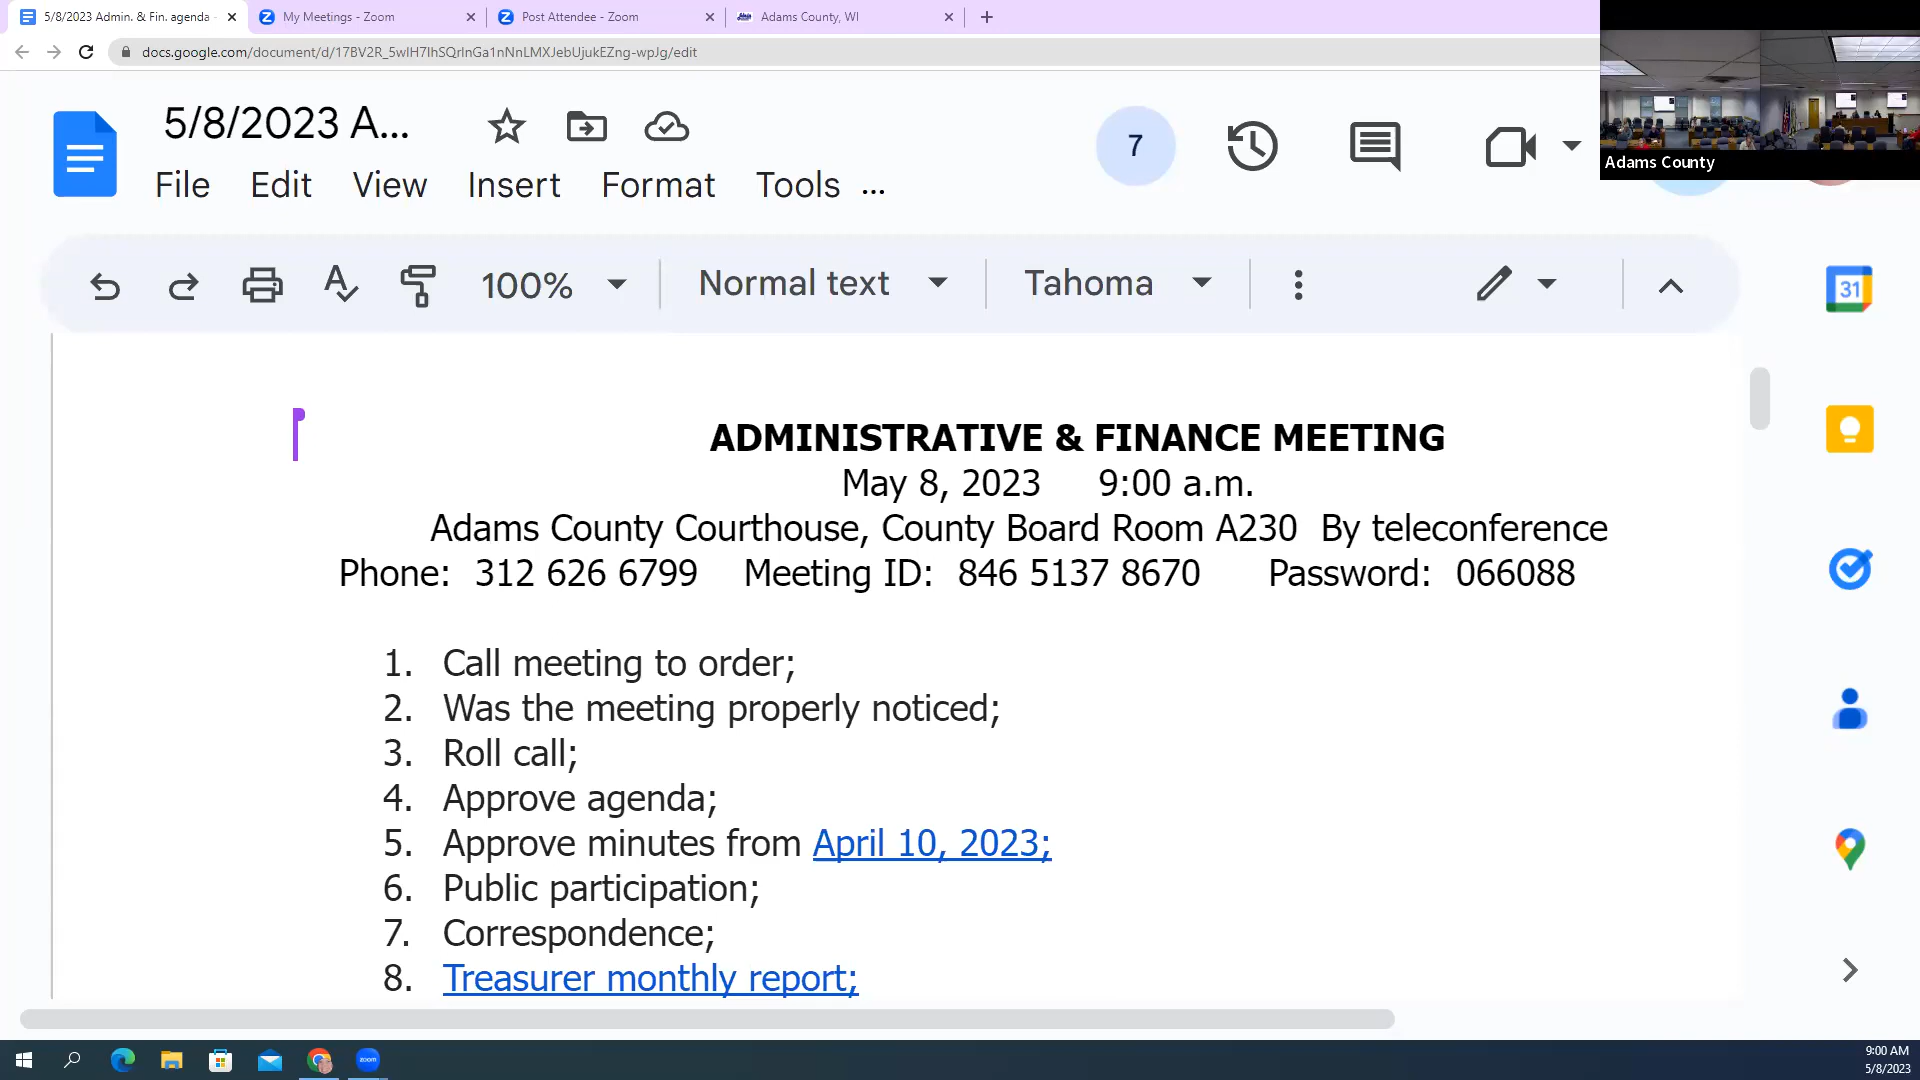 5/8/2023 Admin. & Fin. agenda -
My Meetings - Zoom
Post Attendee - Zoom
Adams County, WI
docs.google.com/document/d/17BV2R_5wIH7IhSQrInGa1nNnLMXJebUjukEZng-wpJg/edit
Adams County
5/8/2023 A...
7
File Edit View Insert Format Tools ...
100% Normal text Tahoma
31
ADMINISTRATIVE & FINANCE MEETING
May 8, 2023 9:00 a.m.
Adams County Courthouse, County Board Room A230 By teleconference
Phone: 312 626 6799 Meeting ID: 846 5137 8670 Password: 066088
1. Call meeting to order;
2. Was the meeting properly noticed;
3. Roll call;
4. Approve agenda;
5. Approve minutes from April 10, 2023;
6. Public participation;
7. Correspondence;
8. Treasurer monthly report;
zoom
9:00 AM
5/8/2023